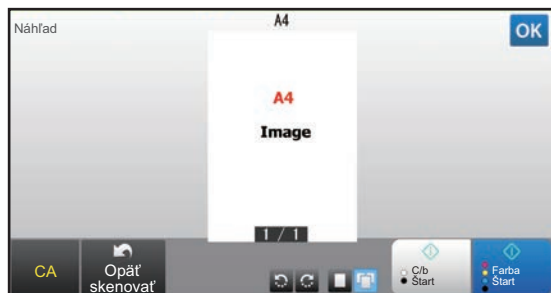 Náhľad
A4
OK
A4
Image
1 / 1
CA
Opäť
skenovať
C/b
Štart
Farba
Štart